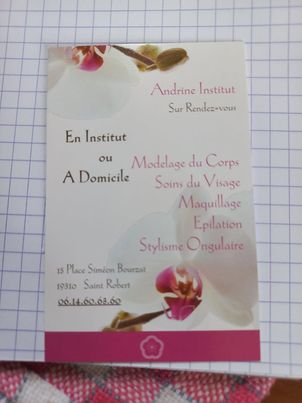 Andrine Institut
Sur Rendez-vous
En Institut
ou
A Domicile
Modelage du Corps
Soins du Visage
Maquillage
Epilation
Stylisme Ongulaire
15 Place Siméon Bourzat
19310 Saint Robert
06.14.60.63.60